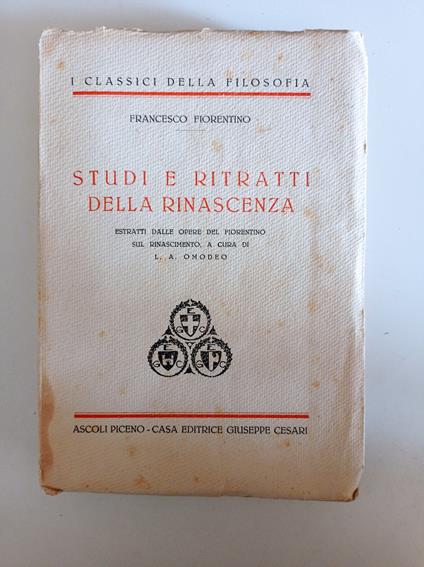 I CLASSICI DELLA FILOSOFIA
FRANCESCO FIORENTINO
STUDI E RITRATTI
DELLA RINASCENZA
ESTRATTI DALLE OPERE DEL FIORENTINO
SUL RINASCIMENTO, A CURA DI
L. A. OMODEO
E
G C
E
G C
E
G C
ASCOLI PICENO - CASA EDITRICE GIUSEPPE CESARI